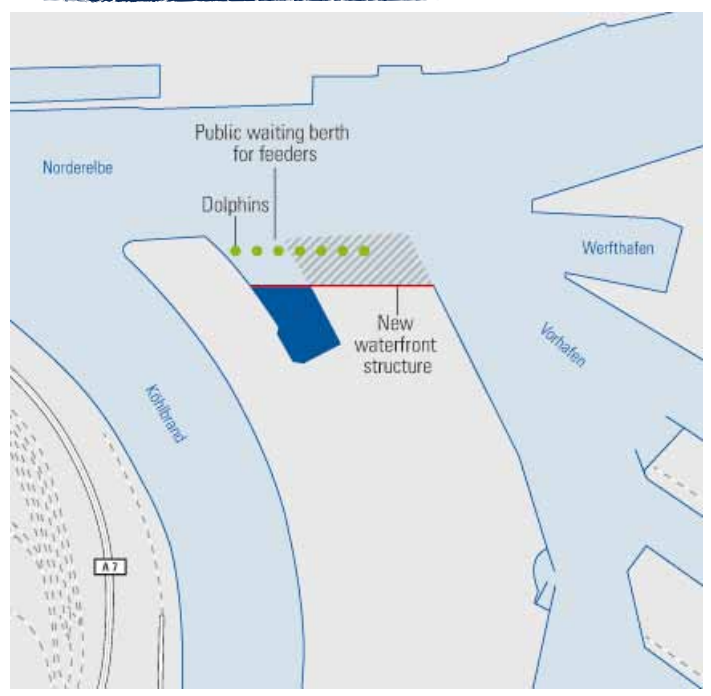 Public waiting berth
for feeders
Norderelbe
Dolphins
Werfthafen
New
waterfront
structure
Vorhafen
Köhlbrand
A 7